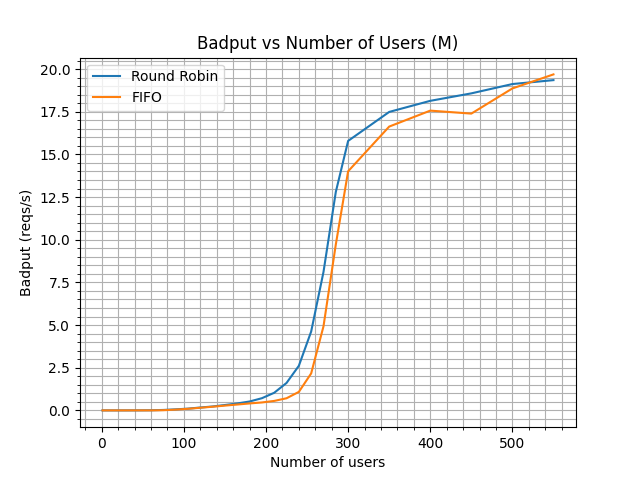 Badput vs Number of Users (M)
Round Robin
FIFO
20.0
17.5
15.0
12.5
10.0
7.5
5.0
2.5
0.0
Badput (reqs/s)
0 100 200 300 400 500
Number of users